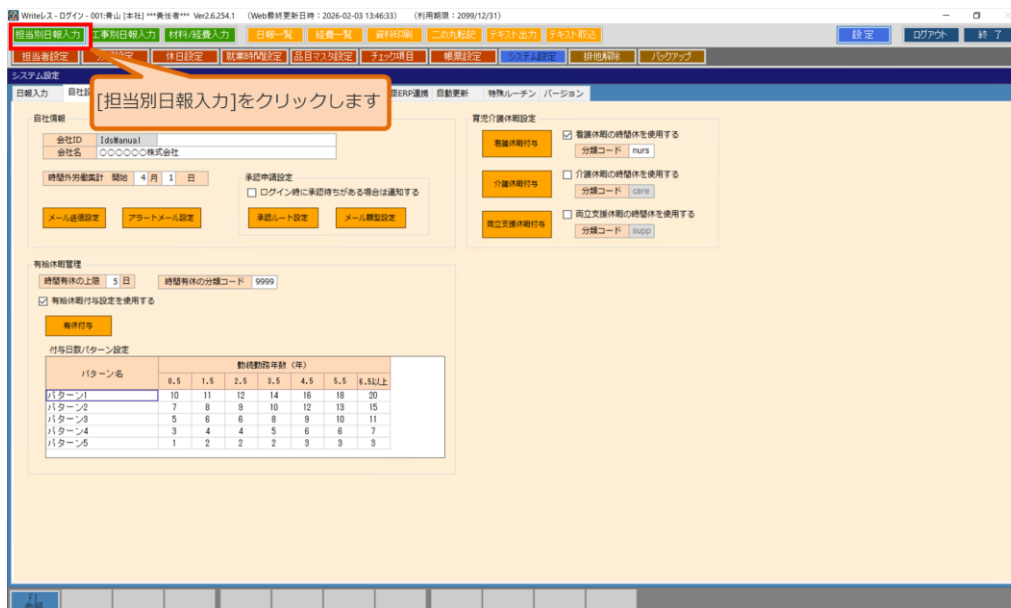 Writeレス - ログイン - 001:青山 [本社] ***責任者*** Ver2.6.254.1 （Web最終更新日時：2026-02-03 13:46:33） （利用期限：2099/12/31）
担当別日報入力 工事別日報入力 材料/経費入力 日報一覧 経費一覧 資料印刷 二の丸転記 テキスト出力 テキスト取込 設定 ログアウト 終了
担当者設定 休日設定 就業時間設定 品目マスタ設定 チェック項目 帳票設定 システム設定 排他解除 バックアップ
システム設定
日報入力 自社設 ERP連携 自動更新 特殊ルーチン バージョン
[担当別日報入力]をクリックします
自社情報
会社ID IdsManual
会社名 ○○○○○○株式会社
時間外労働集計 開始 4 月 1 日
承認申請設定
ログイン時に承認待ちがある場合は通知する
メール送信設定 アラートメール設定 承認ルート設定 メール雛型設定
育児介護休暇設定
看護休暇付与 看護休暇の時間休を使用する
分類コード nurs
介護休暇付与 介護休暇の時間休を使用する
分類コード care
両立支援休暇付与 両立支援休暇の時間休を使用する
分類コード supp
有給休暇管理
時間有休の上限 5 日 時間有休の分類コード 9999
有給休暇付与設定を使用する
有休付与
付与日数パターン設定
パターン名 勤続勤務年数（年）
0.5 1.5 2.5 3.5 4.5 5.5 6.5以上
パターン1 10 11 12 14 16 18 20
パターン2 7 8 9 10 12 13 15
パターン3 5 6 6 8 9 10 11
パターン4 3 4 4 5 6 6 7
パターン5 1 2 2 2 3 3 3
F1
参照